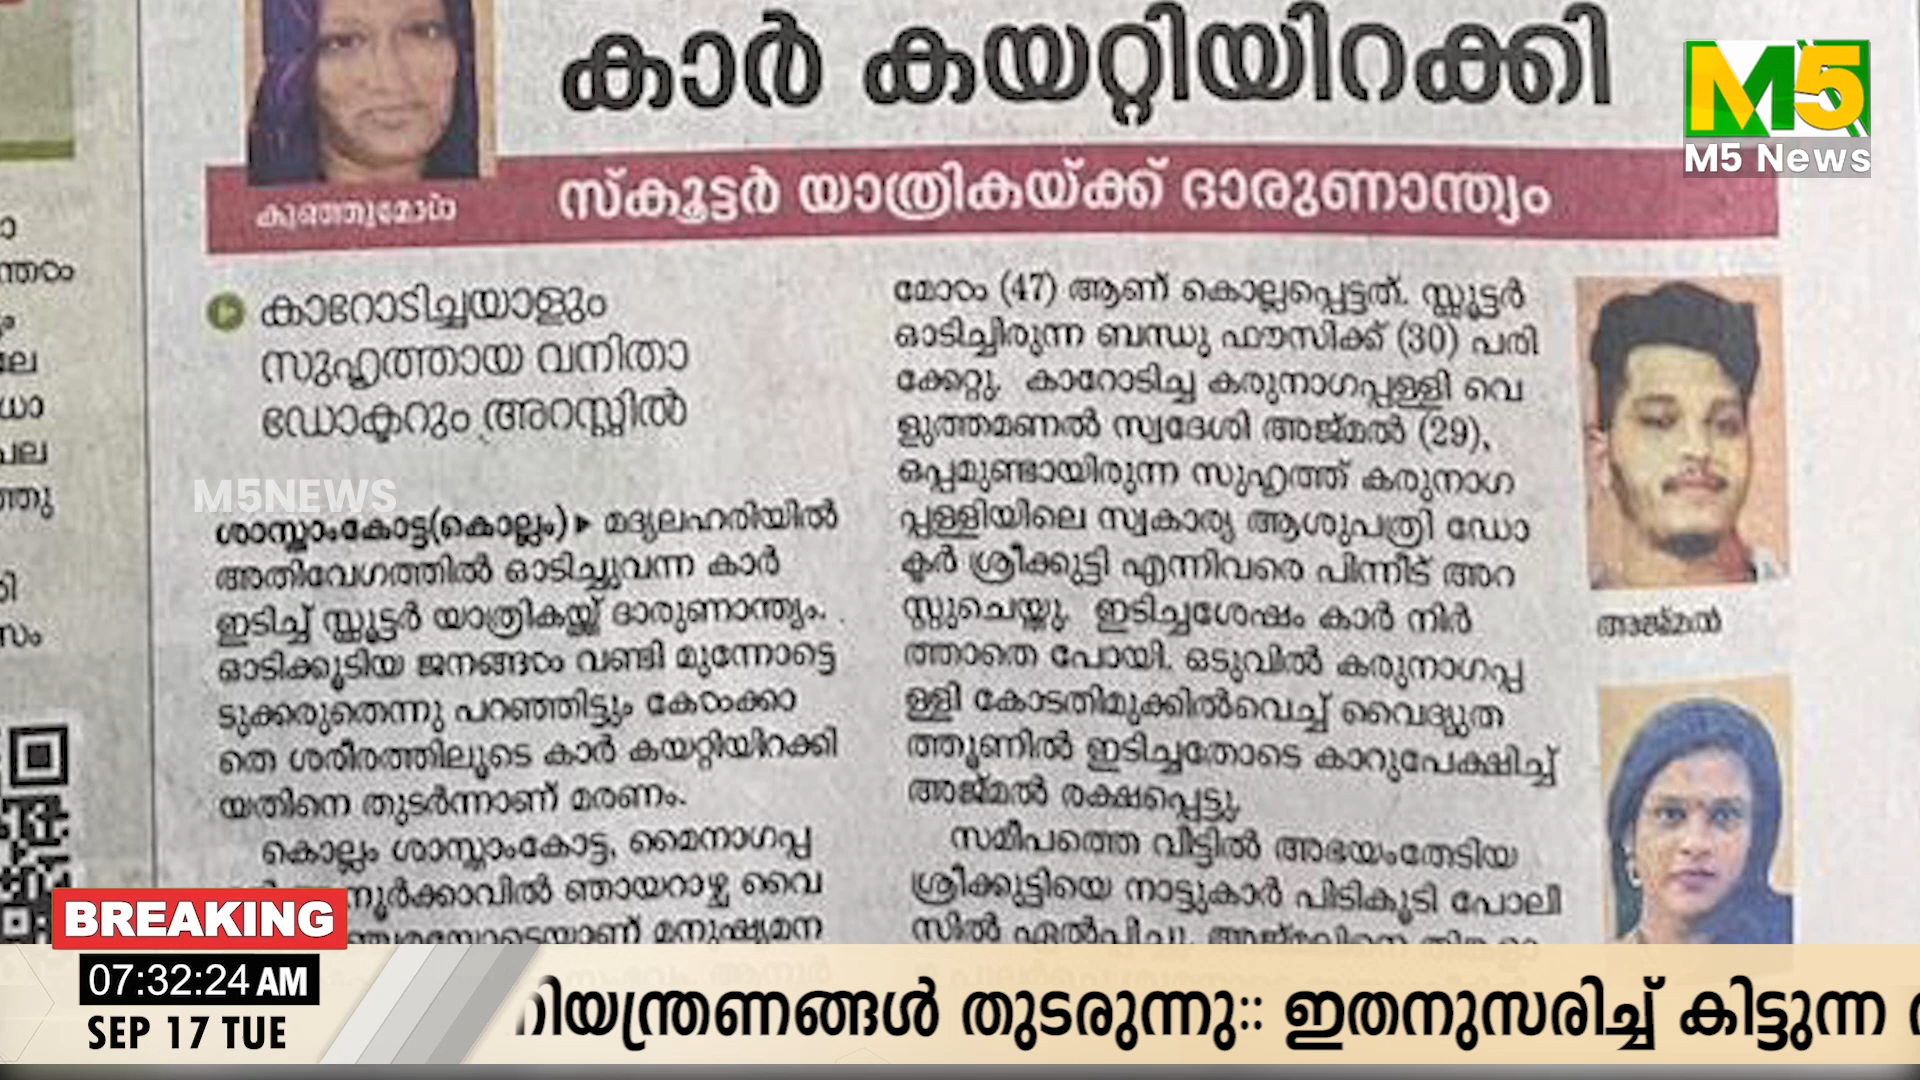 കാർ കയറ്റിയിറക്കി
M5
M5 News
കുഞ്ഞുമോൾ
സ്കൂട്ടർ യാത്രികയ്ക്ക് ദാരുണാന്ത്യം
കാറോടിച്ചയാളും
സുഹൃത്തായ വനിതാ
ഡോക്ടറും അറസ്റ്റിൽ
M5NEWS
ശാസ്താംകോട്ട(കൊല്ലം) ▸ മദ്യലഹരിയിൽ
അതിവേഗത്തിൽ ഓടിച്ചുവന്ന കാർ
ഇടിച്ച് സ്കൂട്ടർ യാത്രികയ്ക്ക് ദാരുണാന്ത്യം.
ഓടിക്കൂടിയ ജനങ്ങൾ വണ്ടി മുന്നോട്ടെ
ടുക്കരുതെന്നു പറഞ്ഞിട്ടും കേൾക്കാ
തെ ശരീരത്തിലൂടെ കാർ കയറ്റിയിറക്കി
യതിനെ തുടർന്നാണ് മരണം.
കൊല്ലം ശാസ്താംകോട്ട, മൈനാഗപ്പ
നൂർക്കാവിൽ ഞായറാഴ്ച വൈ
മോൾ (47) ആണ് കൊല്ലപ്പെട്ടത്. സ്കൂട്ടർ
ഓടിച്ചിരുന്ന ബന്ധു ഫൗസിക്ക് (30) പരി
ക്കേറ്റു. കാറോടിച്ച കരുനാഗപ്പള്ളി വെ
ളുത്തമണൽ സ്വദേശി അജ്മൽ (29),
ഒപ്പമുണ്ടായിരുന്ന സുഹൃത്ത് കരുനാഗ
പ്പള്ളിയിലെ സ്വകാര്യ ആശുപത്രി ഡോ
ക്ടർ ശ്രീക്കുട്ടി എന്നിവരെ പിന്നീട് അറ
സ്റ്റുചെയ്തു. ഇടിച്ചശേഷം കാർ നിർ
ത്താതെ പോയി. ഒടുവിൽ കരുനാഗപ്പ
ള്ളി കോടതിമുക്കിൽവെച്ച് വൈദ്യുത
ത്തൂണിൽ ഇടിച്ചതോടെ കാറുപേക്ഷിച്ച്
അജ്മൽ രക്ഷപ്പെട്ടു.
സമീപത്തെ വീട്ടിൽ അഭയംതേടിയ
ശ്രീക്കുട്ടിയെ നാട്ടുകാർ പിടികൂടി പോലീ
സിൽ ഏൽപ്പിച്ചു.
അജ്മൽ
BREAKING
07:32:24 AM
SEP 17 TUE
നിയന്ത്രണങ്ങൾ തുടരുന്നു:: ഇതനുസരിച്ച് കിട്ടുന്ന